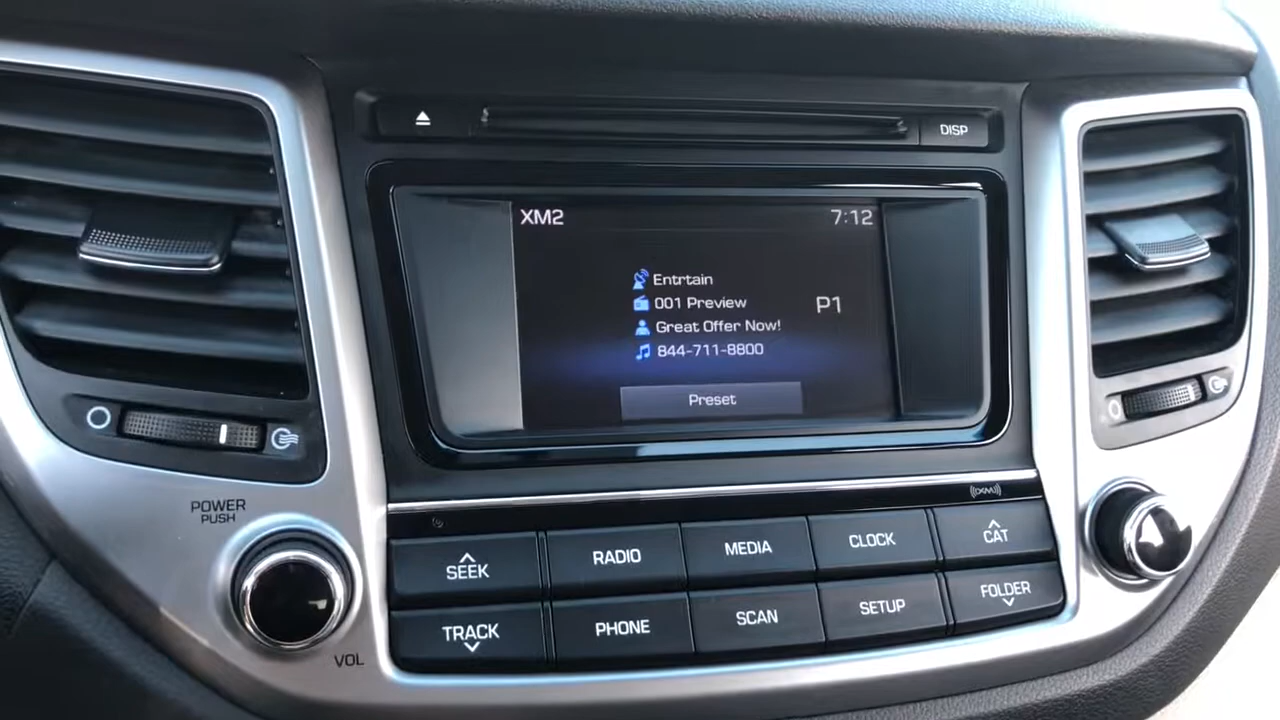 DISP
XM2
7:12
Entrtain
001 Preview
P1
Great Offer Now!
844-711-8800
Preset
POWER
PUSH
VOL
((XM))
SEEK
RADIO
MEDIA
CLOCK
CAT
TRACK
PHONE
SCAN
SETUP
FOLDER